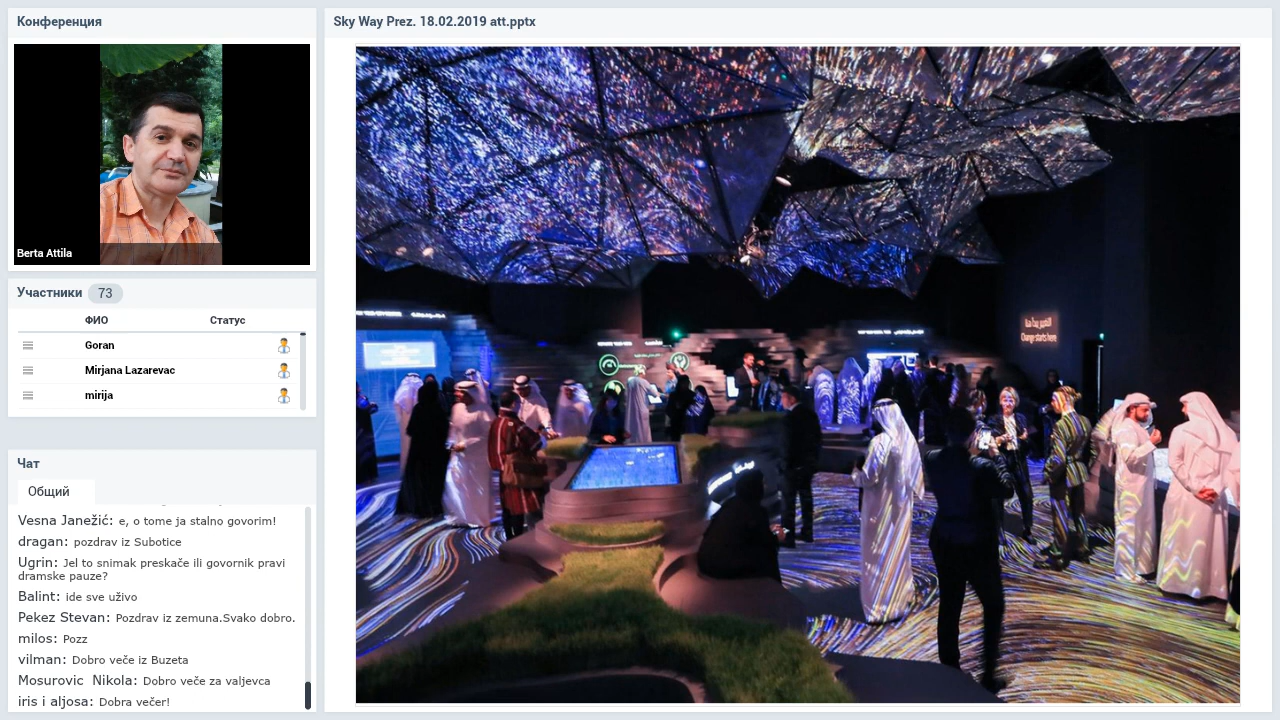 Конференция
Berta Attila
Участники 73
ФИО Статус
Goran
Mirjana Lazarevac
mirija
Чат
Общий
Vesna Janežić: e, o tome ja stalno govorim!
dragan: pozdrav iz Subotice
Ugrin: Jel to snimak preskače ili govornik pravi
dramske pauze?
Balint: ide sve uživo
Pekez Stevan: Pozdrav iz zemuna.Svako dobro.
milos: Pozz
vilman: Dobro veče iz Buzeta
Mosurovic Nikola: Dobro veče za valjevca
iris i aljosa: Dobra večer!
Sky Way Prez. 18.02.2019 att.pptx
Change starts here